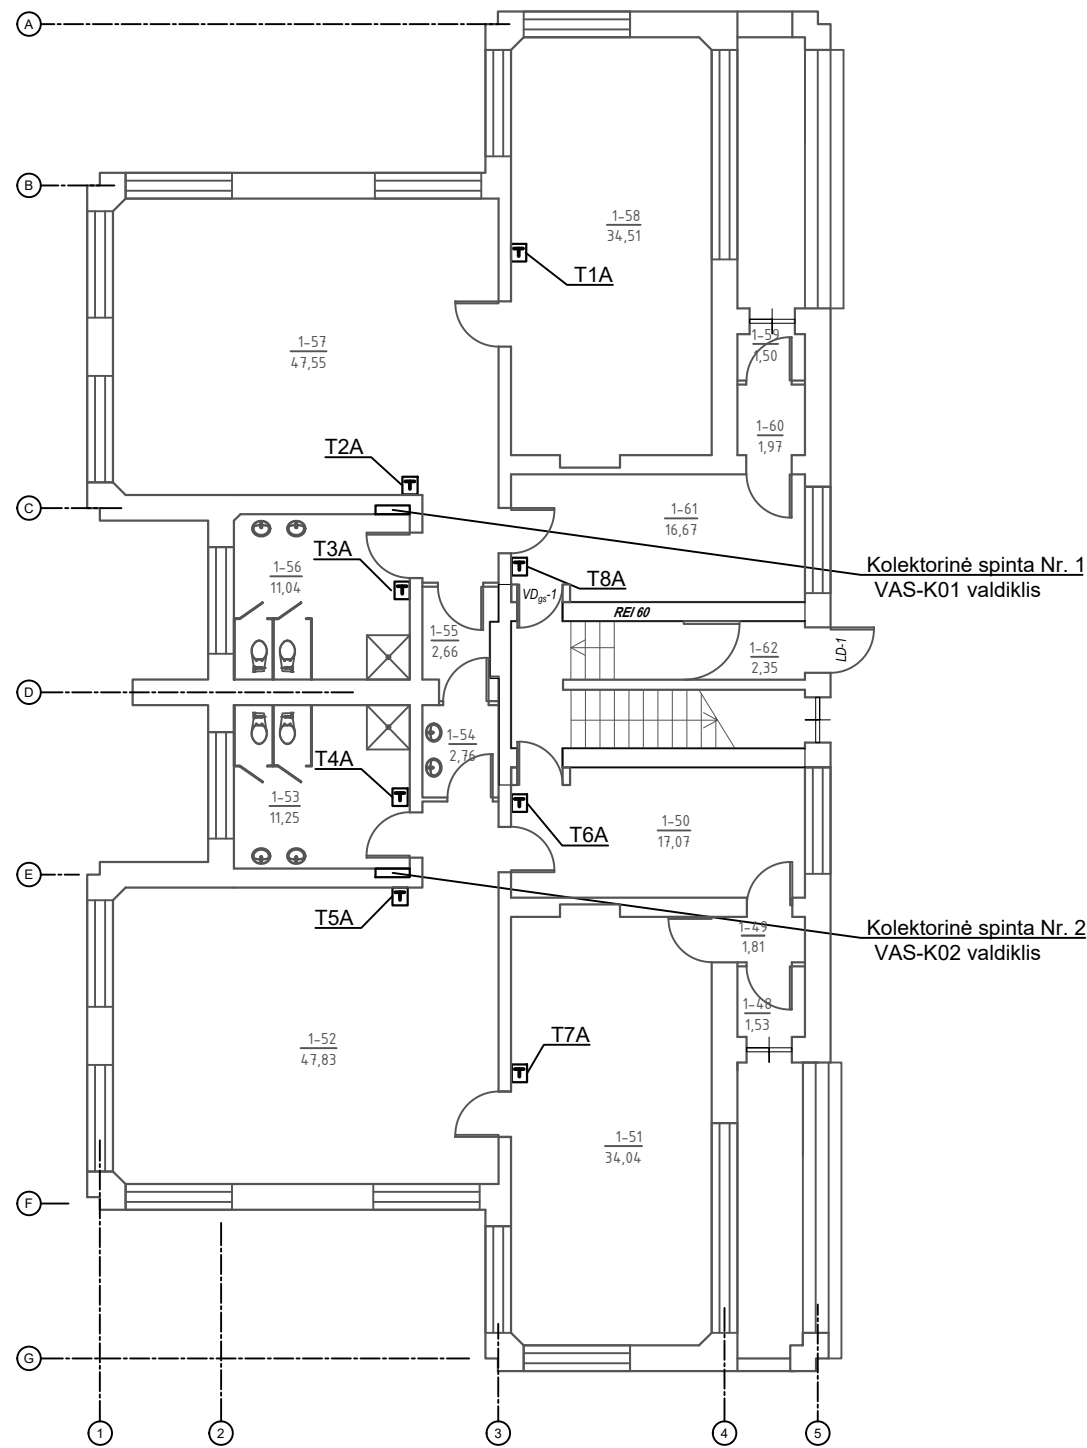 A
B
1-58
34,51
T
T1A
1-57
47,55
1-59
1,50
1-60
1,97
T2A
T
C
1-61
16,67
T3A
1-56
11,04
T
T
T8A
Kolektorinė spinta Nr. 1
VAS-K01 valdiklis
VDgs-1
REI 60
1-55
2,66
1-62
2,35
LD-1
D
1-54
2,76
T4A
T
1-53
11,25
T
T6A
1-50
17,07
E
T
T5A
1-49
1,81
Kolektorinė spinta Nr. 2
VAS-K02 valdiklis
1-48
1,53
1-52
47,83
T7A
T
1-51
34,04
F
G
1
2
3
4
5